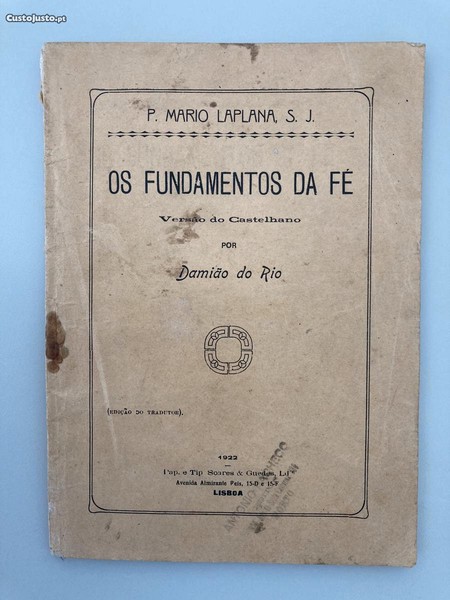 CustoJusto.pt
P. MARIO LAPLANA, S. J.
OS FUNDAMENTOS DA FÉ
Versão do Castelhano
POR
Damião do Rio
(EDIÇÃO DO TRADUTOR).
1922
Pap. e Tip Soares & Guedes, Ld.ª
Avenida Almirante Reis, 15-D e 15-F
LISBOA